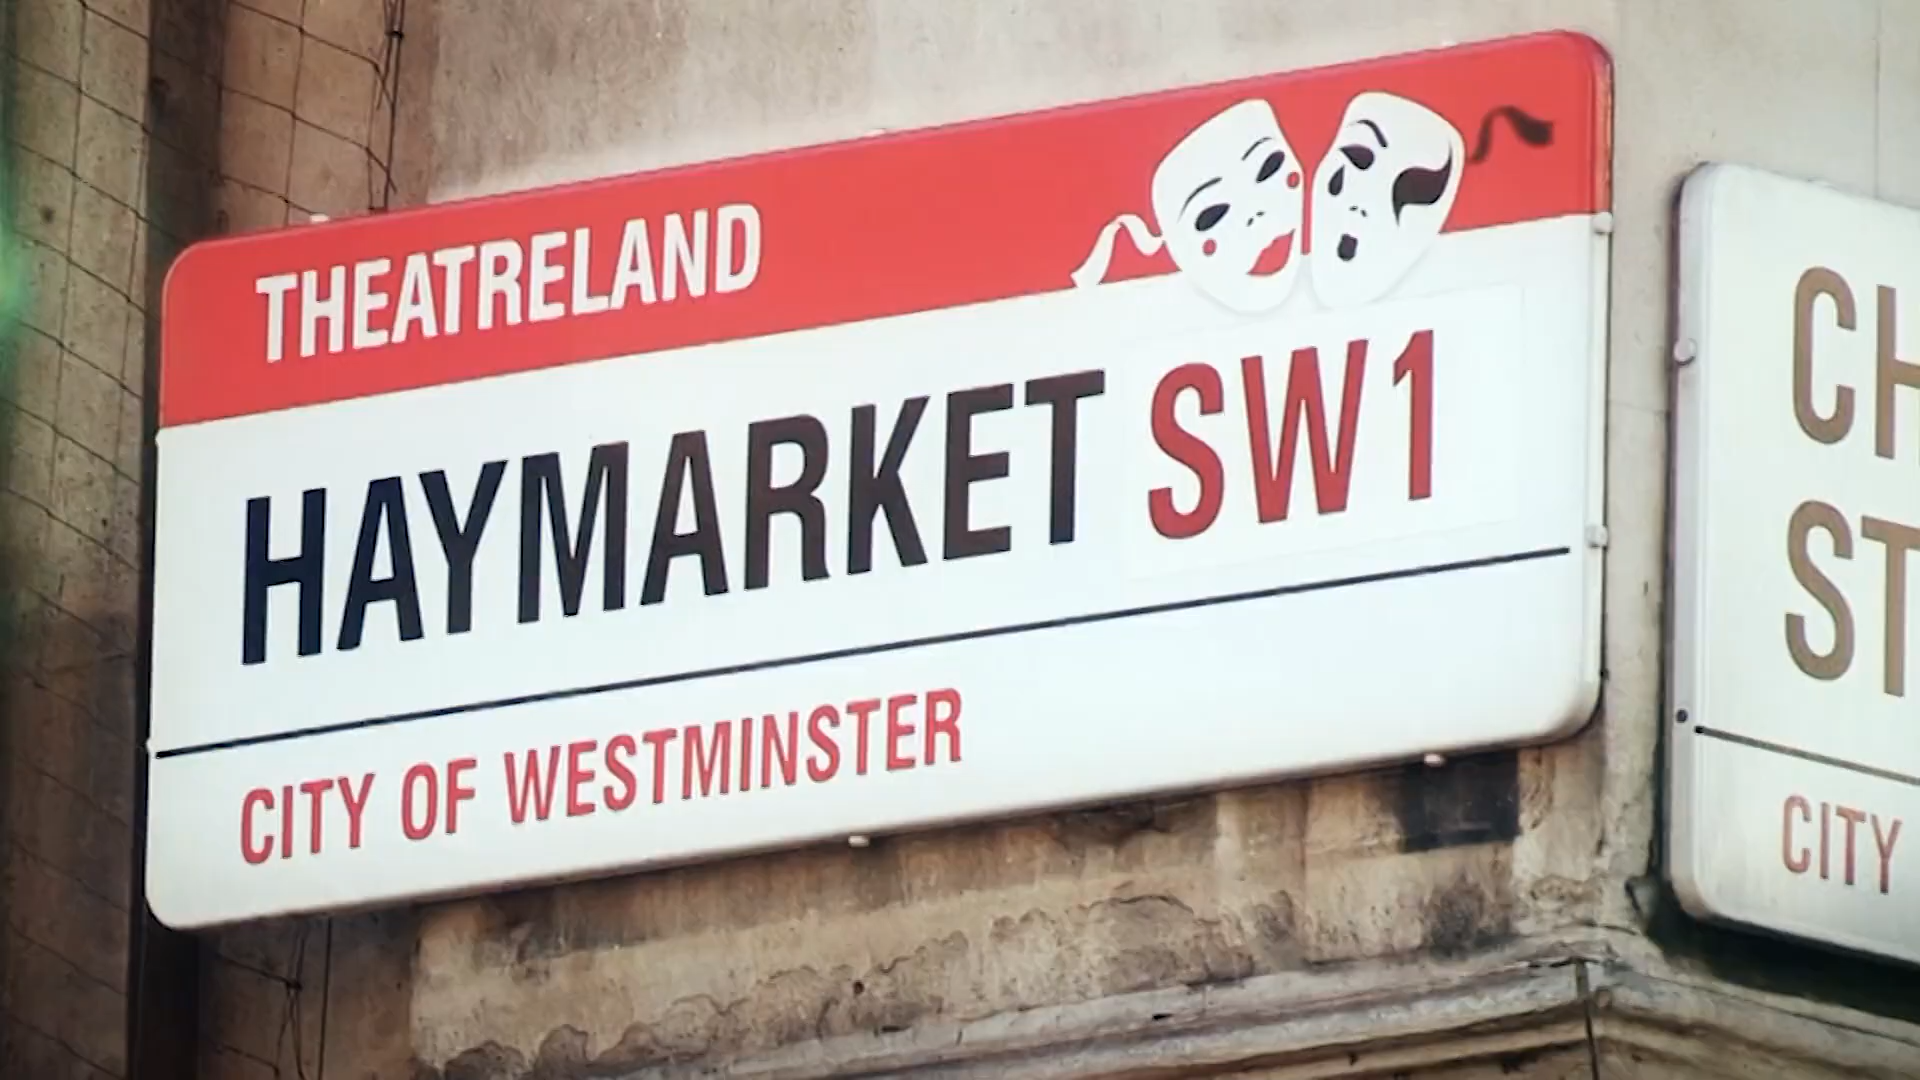 THEATRELAND
HAYMARKET SW1
CITY OF WESTMINSTER
CITY